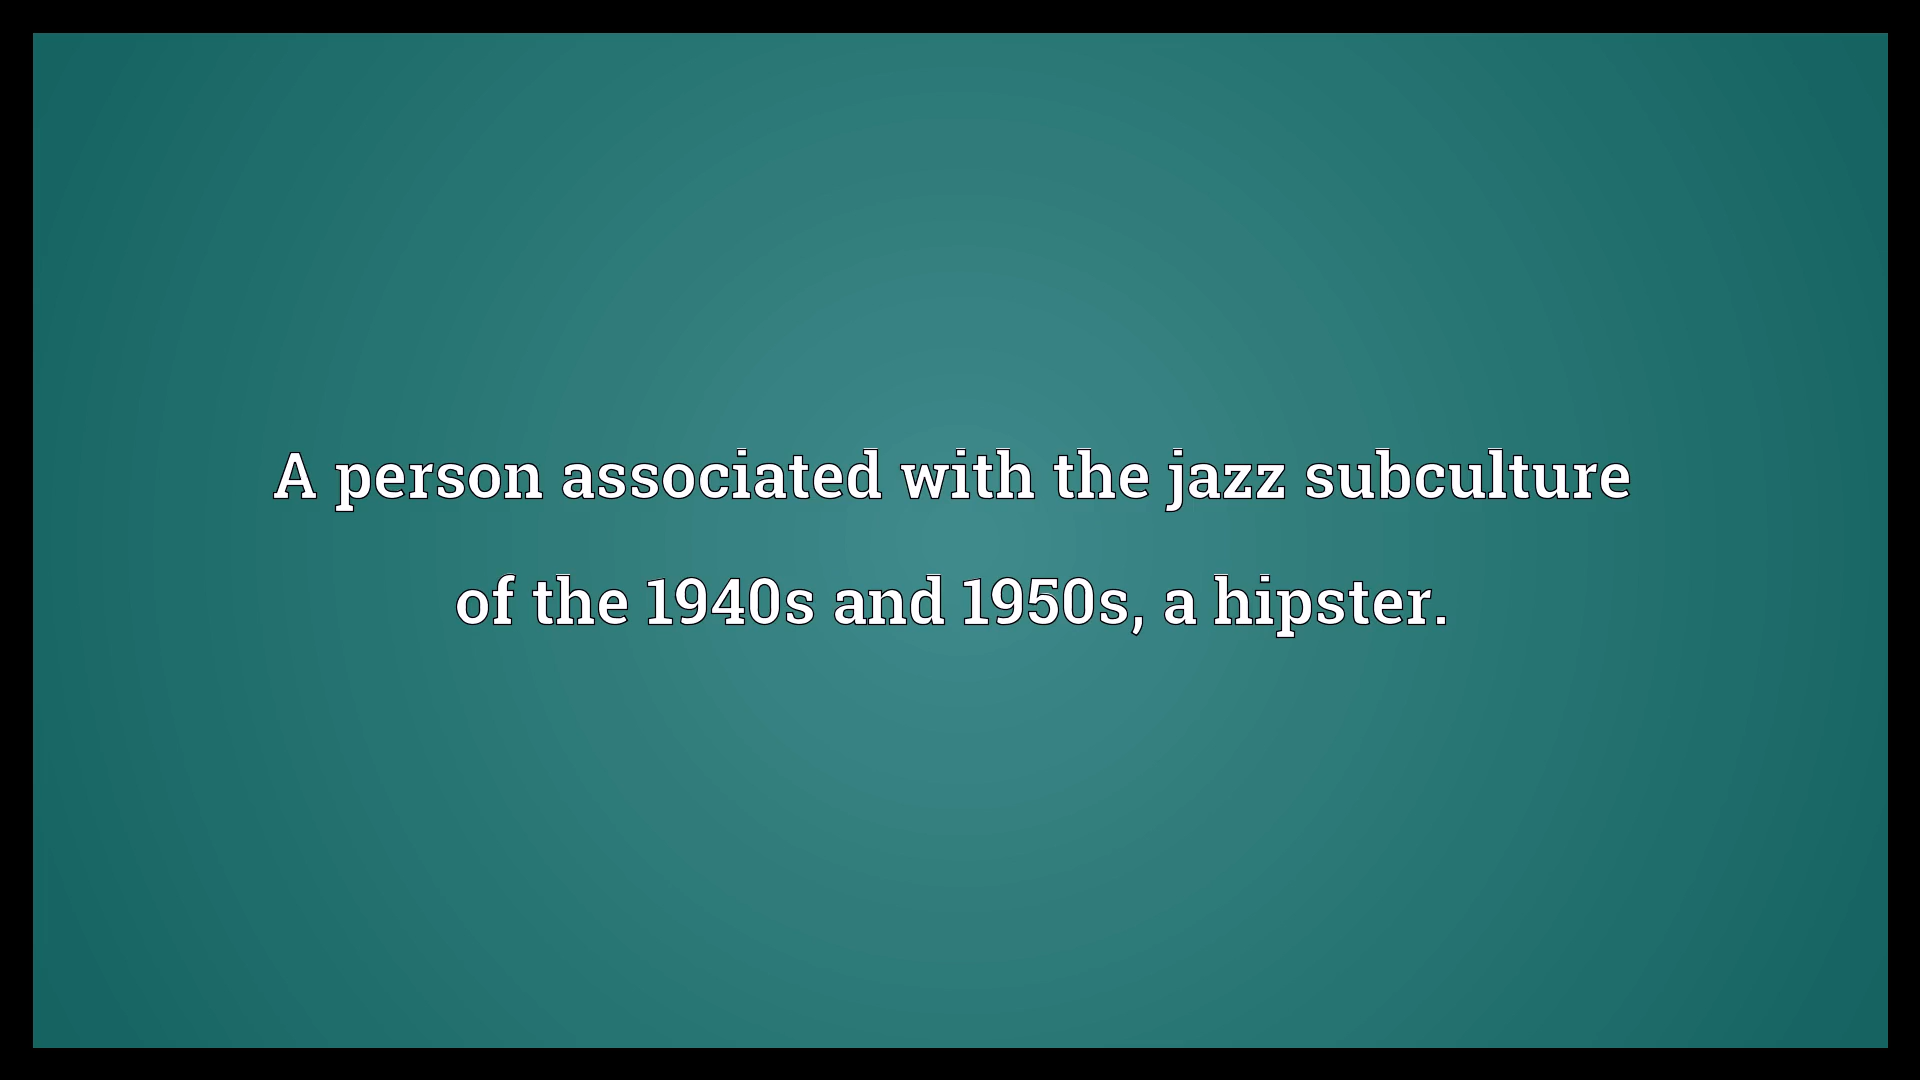 A person associated with the jazz subculture
of the 1940s and 1950s, a hipster.